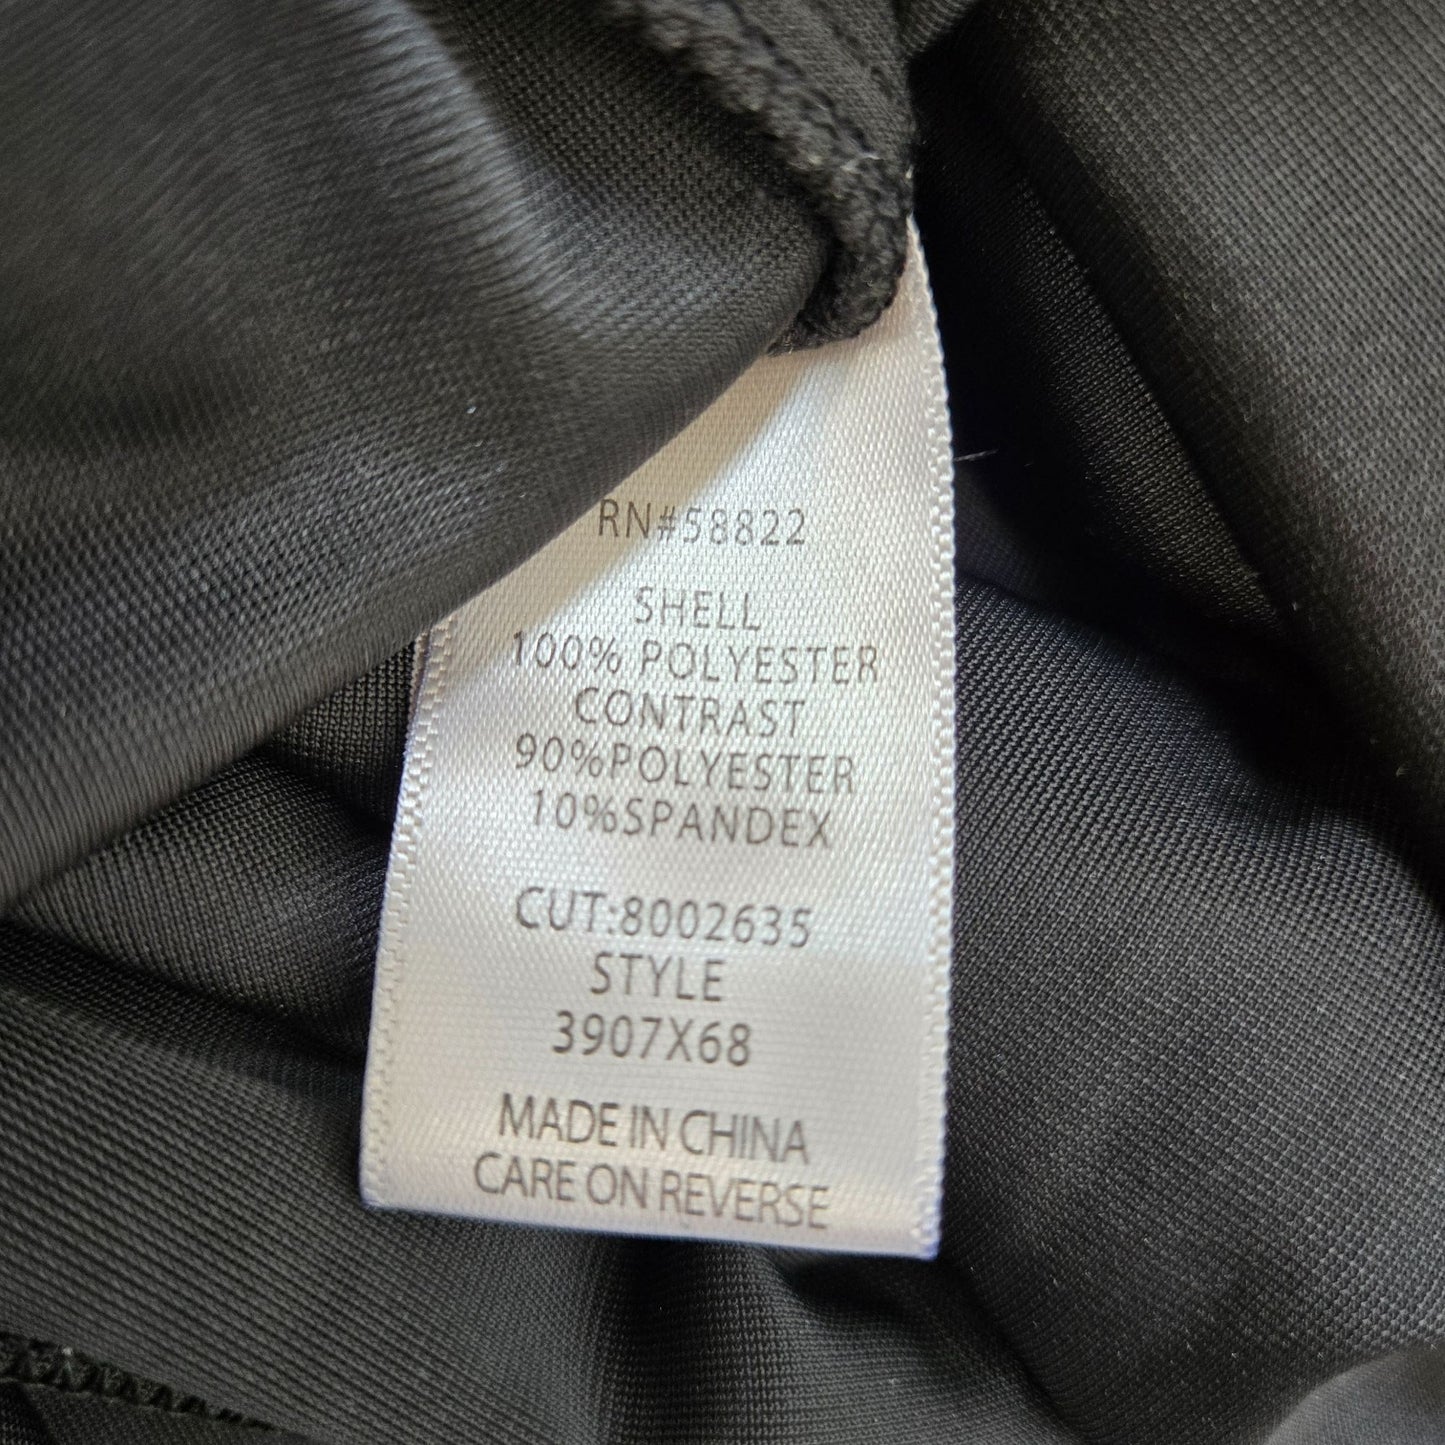 RN#58822
SHELL
100% POLYESTER
CONTRAST
90%POLYESTER
10%SPANDEX
CUT:8002635
STYLE
3907X68
MADE IN CHINA
CARE ON REVERSE